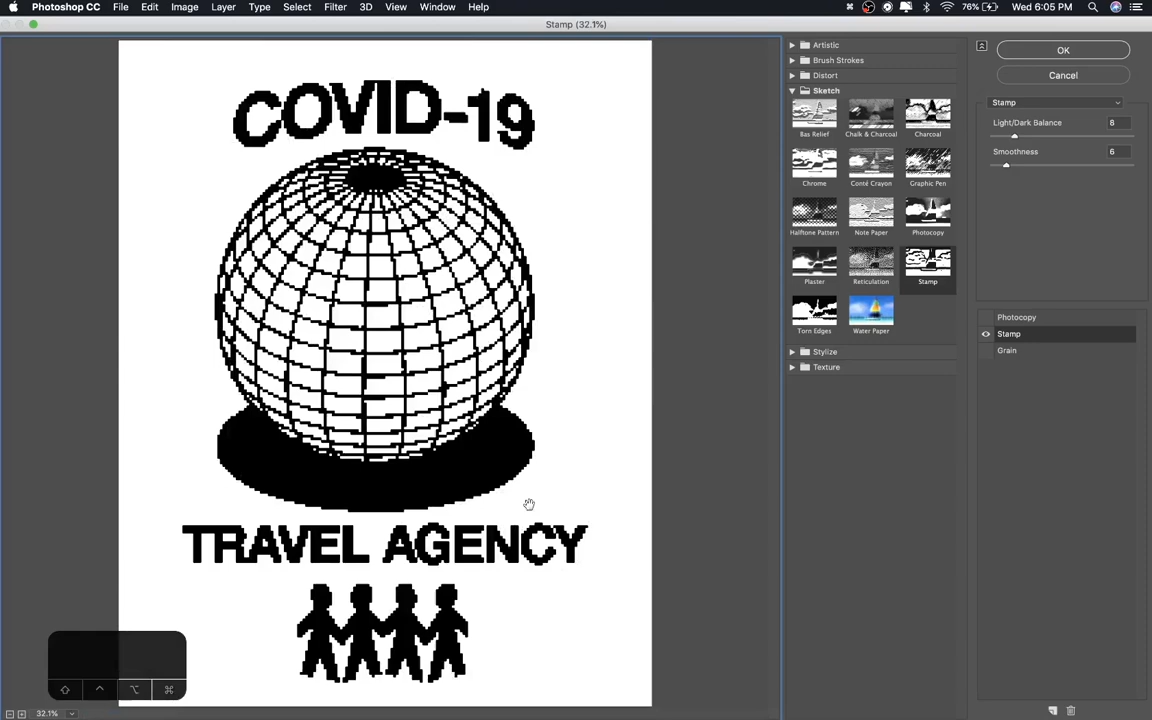 Photoshop CC File Edit Image Layer Type Select Filter 3D View Window Help 76% Wed 6:05 PM
Stamp (32.1%)
COVID-19
TRAVEL AGENCY
32.1%
Artistic
Brush Strokes
Distort
Sketch
Bas Relief Chalk & Charcoal Charcoal
Chrome Conté Crayon Graphic Pen
Halftone Pattern Note Paper Photocopy
Plaster Reticulation Stamp
Torn Edges Water Paper
Stylize
Texture
OK
Cancel
Stamp
Light/Dark Balance 8
Smoothness 6
Photocopy
Stamp
Grain